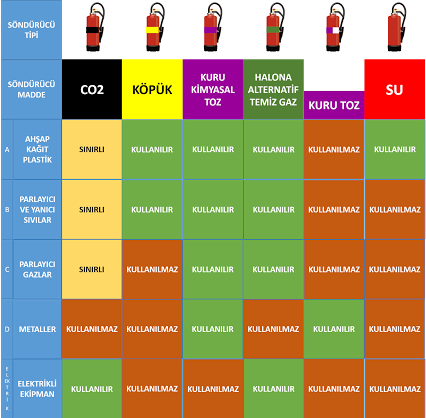 SÖNDÜRÜCÜ
TİPİ
SÖNDÜRÜCÜ
MADDE
CO2
KÖPÜK
KURU
KİMYASAL
TOZ
HALONA
ALTERNATİF
TEMİZ GAZ
KURU TOZ
SU
A
AHŞAP
KAĞIT
PLASTİK
SINIRLI
KULLANILIR
KULLANILIR
KULLANILIR
KULLANILMAZ
KULLANILIR
B
PARLAYICI
VE YANICI
SIVILAR
SINIRLI
KULLANILIR
KULLANILIR
KULLANILIR
KULLANILMAZ
KULLANILMAZ
C
PARLAYICI
GAZLAR
SINIRLI
KULLANILMAZ
KULLANILIR
KULLANILIR
KULLANILMAZ
KULLANILMAZ
D
METALLER
KULLANILMAZ
KULLANILMAZ
KULLANILIR
KULLANILMAZ
KULLANILIR
KULLANILMAZ
ELEKTRİK
ELEKTRİKLİ
EKİPMAN
KULLANILIR
KULLANILMAZ
KULLANILMAZ
KULLANILIR
KULLANILMAZ
KULLANILMAZ